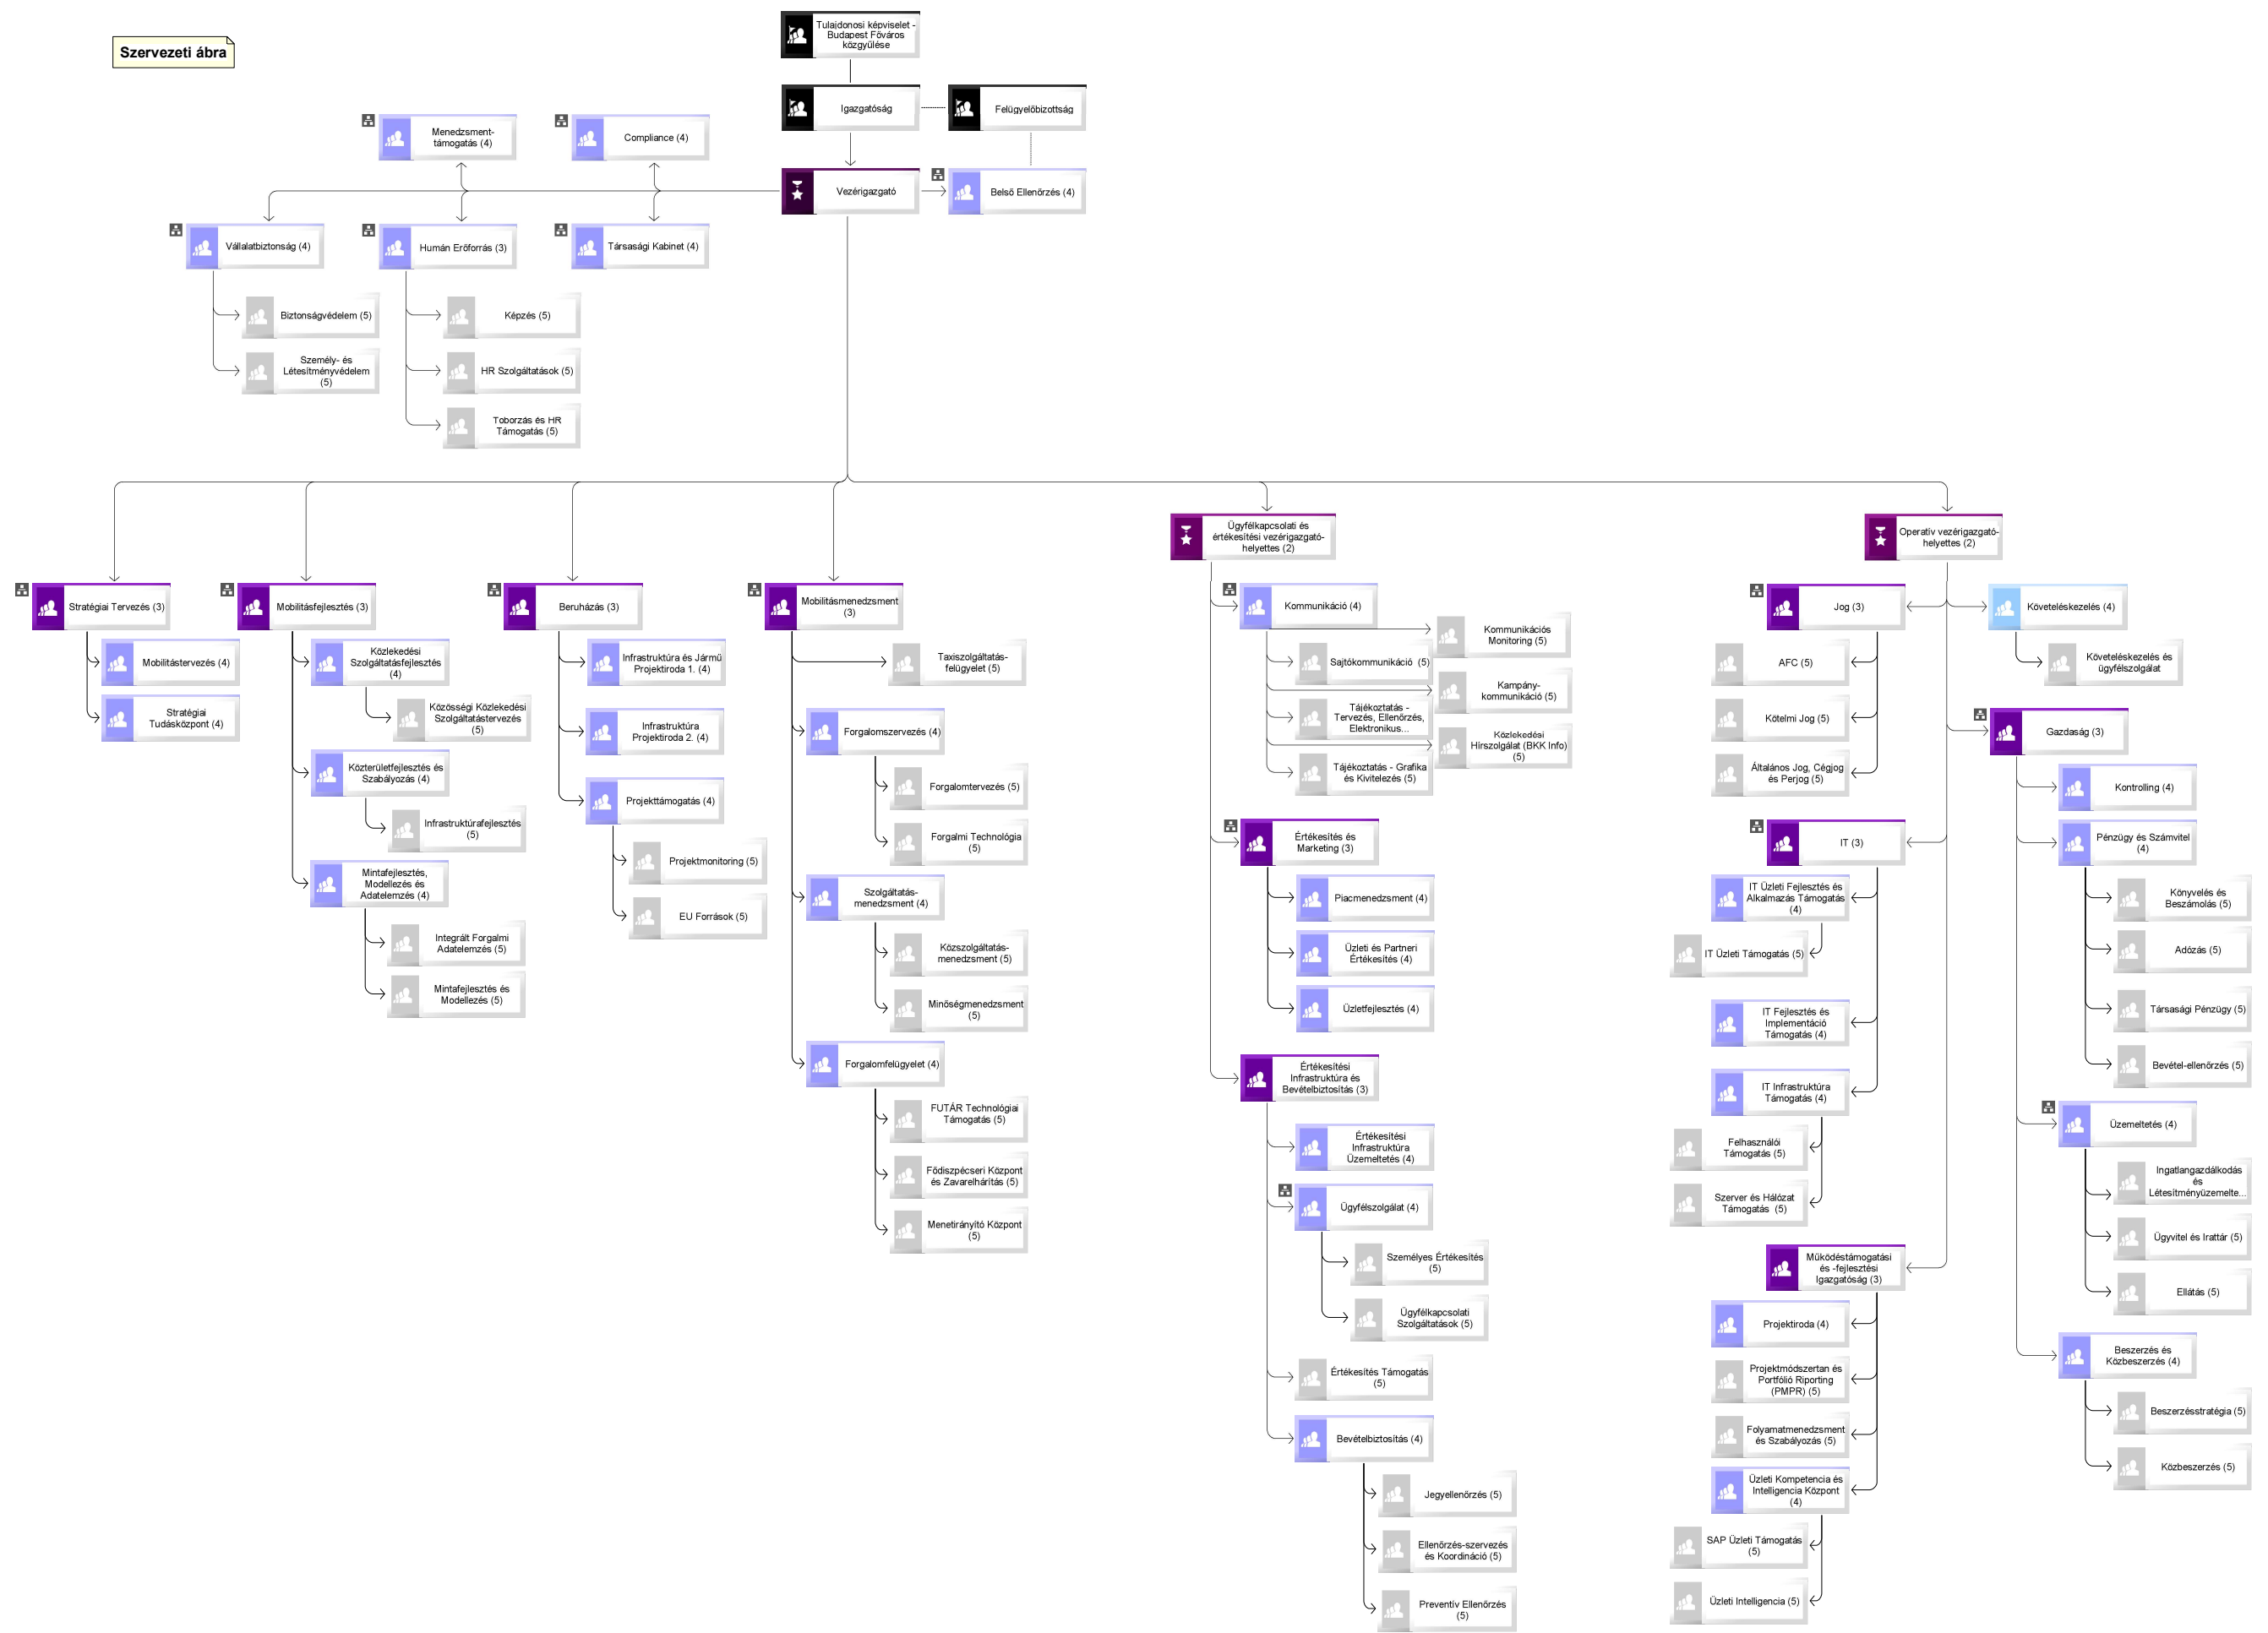 Szervezeti ábra
Tulajdonosi képviselet -
Budapest Főváros
közgyűlése
Igazgatóság
Felügyelőbizottság
Menedzsment-
támogatás (4)
Compliance (4)
Vezérigazgató
Belső Ellenőrzés (4)
Vállalatbiztonság (4)
Humán Erőforrás (3)
Társasági Kabinet (4)
Biztonságvédelem (5)
Személy- és
Létesítményvédelem
(5)
Képzés (5)
HR Szolgáltatások (5)
Toborzás és HR
Támogatás (5)
Stratégiai Tervezés (3)
Mobilitástervezés (4)
Stratégiai
Tudásközpont (4)
Mobilitásfejlesztés (3)
Közlekedési
Szolgáltatásfejlesztés
(4)
Közösségi Közlekedési
Szolgáltatástervezés
(5)
Közterületfejlesztés és
Szabályozás (4)
Infrastruktúrafejlesztés
(5)
Mintafejlesztés,
Modellezés és
Adatelemzés (4)
Integrált Forgalmi
Adatelemzés (5)
Mintafejlesztés és
Modellezés (5)
Beruházás (3)
Infrastruktúra és Jármű
Projektiroda 1. (4)
Infrastruktúra
Projektiroda 2. (4)
Projekttámogatás (4)
Projektmonitoring (5)
EU Források (5)
Mobilitásmenedzsment
(3)
Taxiszolgáltatás-
felügyelet (5)
Forgalomszervezés (4)
Forgalomtervezés (5)
Forgalmi Technológia
(5)
Szolgáltatás-
menedzsment (4)
Közszolgáltatás-
menedzsment (5)
Minőségmenedzsment
(5)
Forgalomfelügyelet (4)
FUTÁR Technológiai
Támogatás (5)
Fődiszpécseri Központ
és Zavarelhárítás (5)
Menetirányító Központ
(5)
Ügyfélkapcsolati és
értékesítési vezérigazgató-
helyettes (2)
Kommunikáció (4)
Kommunikációs
Monitoring (5)
Sajtókommunikáció (5)
Kampány-
kommunikáció (5)
Tájékoztatás -
Tervezés, Ellenőrzés,
Elektronikus...
Közlekedési
Hírszolgálat (BKK Info)
(5)
Tájékoztatás - Grafika
és Kivitelezés (5)
Értékesítés és
Marketing (3)
Piacmenedzsment (4)
Üzleti és Partneri
Értékesítés (4)
Üzletfejlesztés (4)
Értékesítési
Infrastruktúra és
Bevételbiztosítás (3)
Értékesítési
Infrastruktúra
Üzemeltetés (4)
Ügyfélszolgálat (4)
Személyes Értékesítés
(5)
Ügyfélkapcsolati
Szolgáltatások (5)
Értékesítés Támogatás
(5)
Bevételbiztosítás (4)
Jegyellenőrzés (5)
Ellenőrzés-szervezés
és Koordináció (5)
Preventív Ellenőrzés
(5)
Operatív vezérigazgató-
helyettes (2)
Jog (3)
AFC (5)
Kötelmi Jog (5)
Általános Jog, Cégjog
és Perjog (5)
IT (3)
IT Üzleti Fejlesztés és
Alkalmazás Támogatás
(4)
IT Üzleti Támogatás (5)
IT Fejlesztés és
Implementáció
Támogatás (4)
IT Infrastruktúra
Támogatás (4)
Felhasználói
Támogatás (5)
Szerver és Hálózat
Támogatás (5)
Működéstámogatási
és -fejlesztési
Igazgatóság (3)
Projektiroda (4)
Projektmódszertan és
Portfólió Riporting
(PMPR) (5)
Folyamatmenedzsment
és Szabályozás (5)
Üzleti Kompetencia és
Intelligencia Központ
(4)
SAP Üzleti Támogatás
(5)
Üzleti Intelligencia (5)
Követeléskezelés (4)
Követeléskezelés és
ügyfélszolgálat
Gazdaság (3)
Kontrolling (4)
Pénzügy és Számvitel
(4)
Könyvelés és
Beszámolás (5)
Adózás (5)
Társasági Pénzügy (5)
Bevétel-ellenőrzés (5)
Üzemeltetés (4)
Ingatlangazdálkodás
és
Létesítményüzemelte...
Ügyvitel és Irattár (5)
Ellátás (5)
Beszerzés és
Közbeszerzés (4)
Beszerzésstratégia (5)
Közbeszerzés (5)